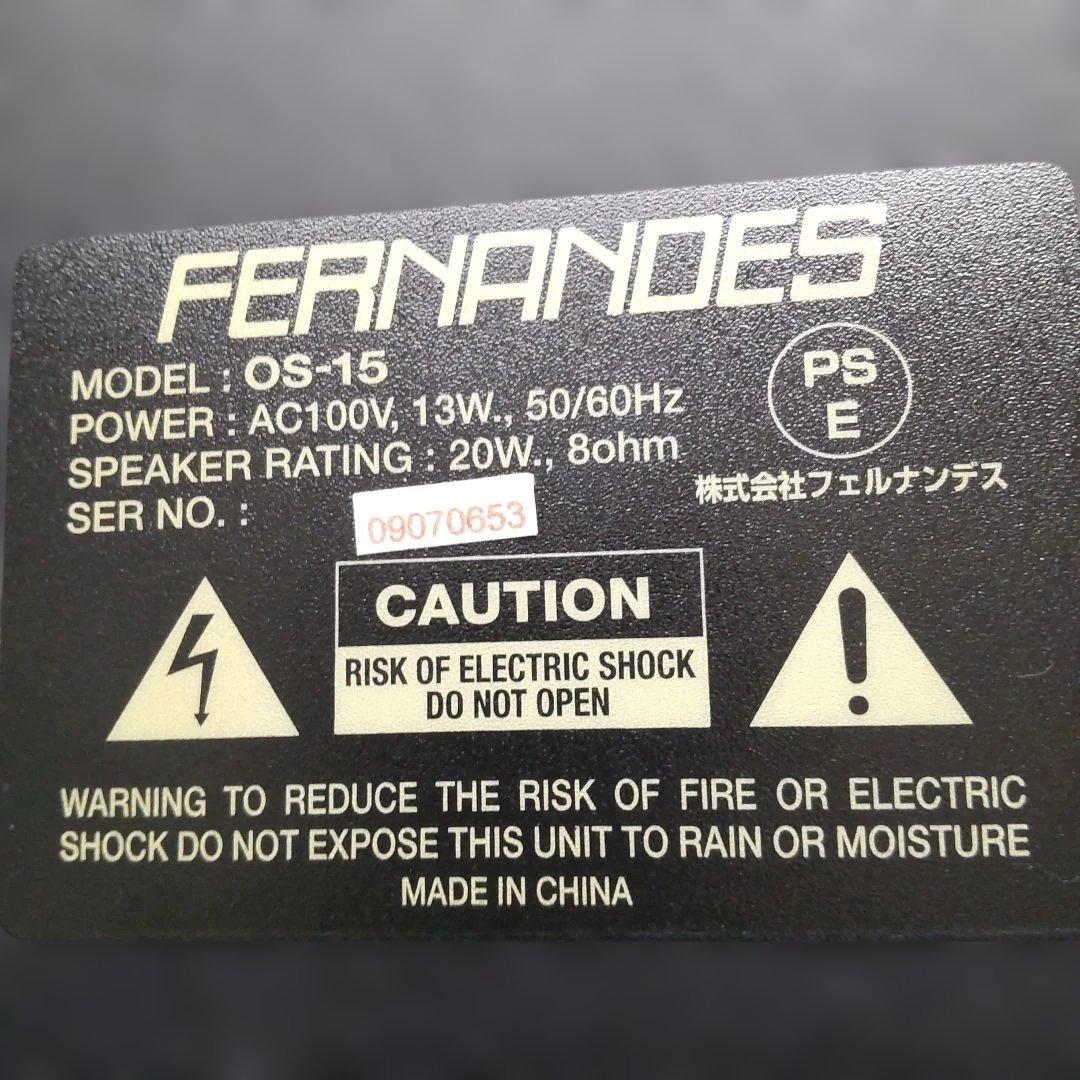 FERNANDES
MODEL : OS-15
POWER : AC100V, 13W., 50/60Hz
SPEAKER RATING : 20W., 8ohm
SER NO. :
09070653
PS
E
株式会社フェルナンデス
CAUTION
RISK OF ELECTRIC SHOCK
DO NOT OPEN
WARNING TO REDUCE THE RISK OF FIRE OR ELECTRIC
SHOCK DO NOT EXPOSE THIS UNIT TO RAIN OR MOISTURE
MADE IN CHINA